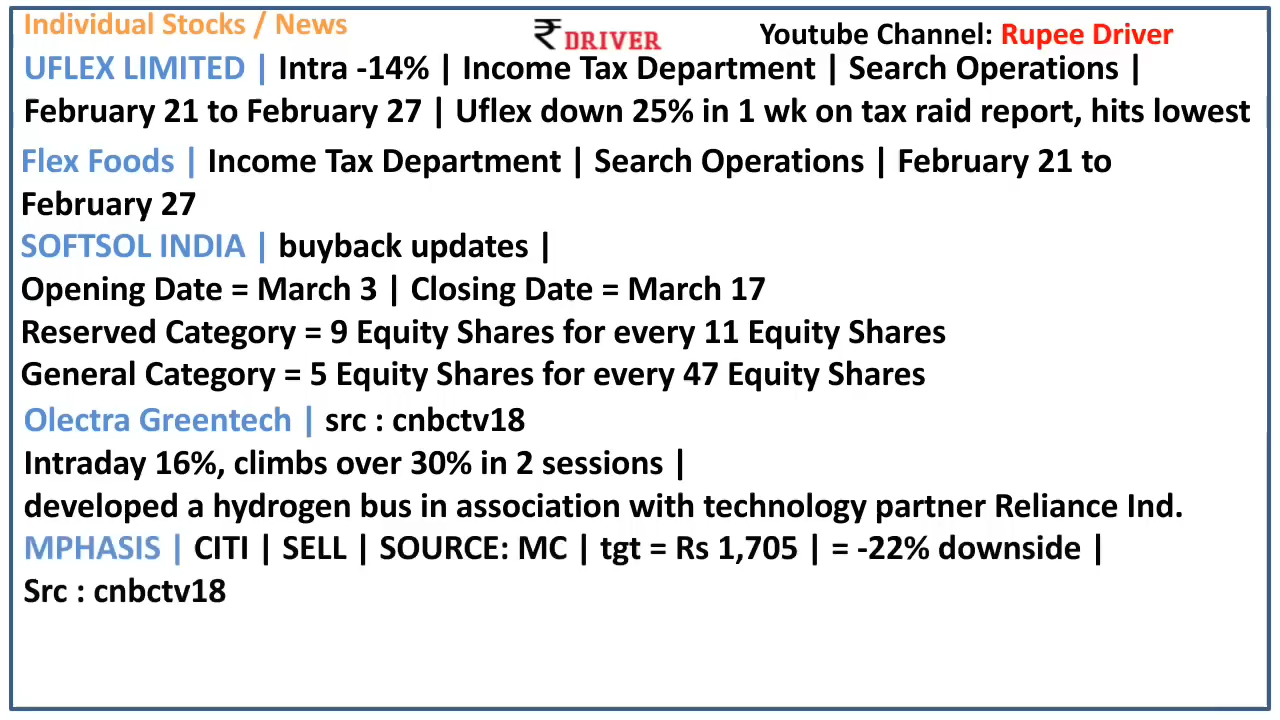 Individual Stocks / News
₹ DRIVER
Youtube Channel: Rupee Driver
UFLEX LIMITED | Intra -14% | Income Tax Department | Search Operations |
February 21 to February 27 | Uflex down 25% in 1 wk on tax raid report, hits lowest
Flex Foods | Income Tax Department | Search Operations | February 21 to
February 27
SOFTSOL INDIA | buyback updates |
Opening Date = March 3 | Closing Date = March 17
Reserved Category = 9 Equity Shares for every 11 Equity Shares
General Category = 5 Equity Shares for every 47 Equity Shares
Olectra Greentech | src : cnbctv18
Intraday 16%, climbs over 30% in 2 sessions |
developed a hydrogen bus in association with technology partner Reliance Ind.
MPHASIS | CITI | SELL | SOURCE: MC | tgt = Rs 1,705 | = -22% downside |
Src : cnbctv18